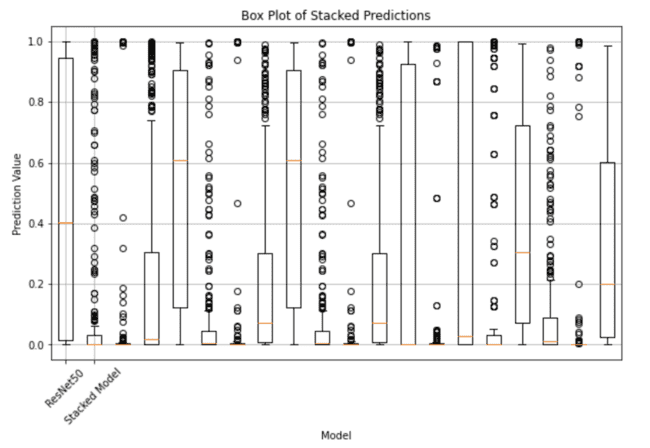 Box Plot of Stacked Predictions
Prediction Value
1.0
0.8
0.6
0.4
0.2
0.0
ResNet50
Stacked Model
Model